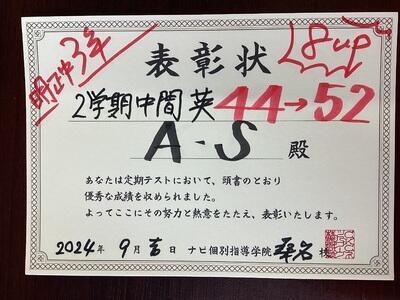 明正中3年
8up
表彰状
2学期中間英44→52
A-S 殿
あなたは定期テストにおいて、頭書のとおり
優秀な成績を収められました。
よってここにその努力と熱意をたたえ、表彰いたします。
2024年 9月吉日 ナビ個別指導学院 桑名校